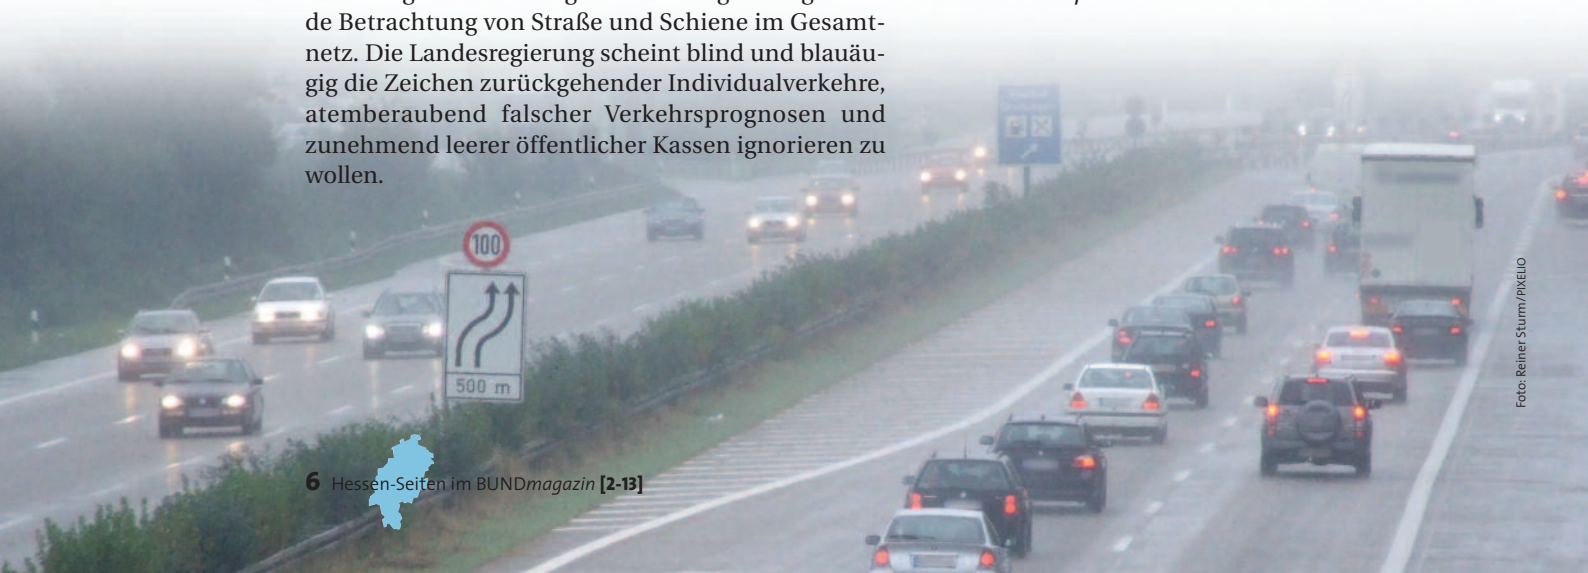 de Betrachtung von Straße und Schiene im Gesamt-
netz. Die Landesregierung scheint blind und blauäu-
gig die Zeichen zurückgehender Individualverkehre,
atemberaubend falscher Verkehrsprognosen und
zunehmend leerer öffentlicher Kassen ignorieren zu
wollen.
100
500 m
Foto: Reiner Sturm/PIXELIO
6 Hessen-Seiten im BUNDmagazin [2-13]